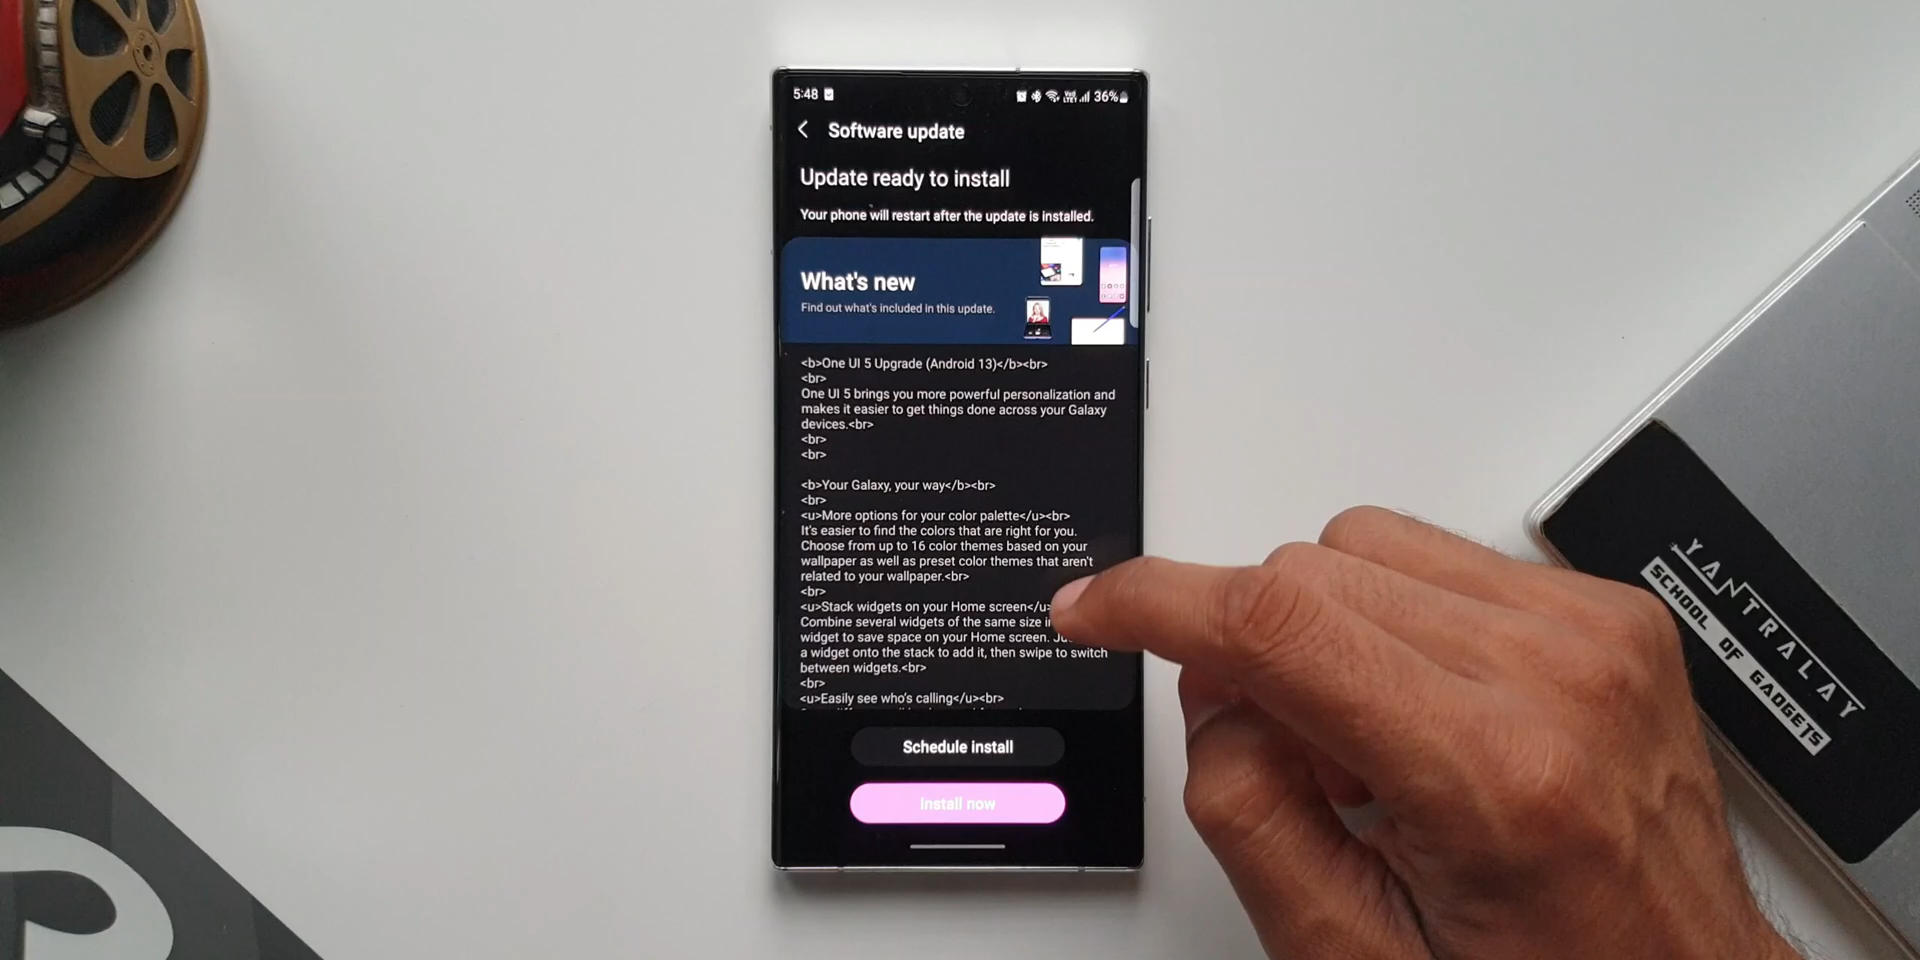 5:48
VoD LTE1 36%
Software update
Update ready to install
Your phone will restart after the update is installed.
What's new
Find out what's included in this update.
<b>One UI 5 Upgrade (Android 13)</b><br>
<br>
One UI 5 brings you more powerful personalization and
makes it easier to get things done across your Galaxy
devices.<br>
<br>
<br>
<b>Your Galaxy, your way</b><br>
<br>
<u>More options for your color palette</u><br>
It's easier to find the colors that are right for you.
Choose from up to 16 color themes based on your
wallpaper as well as preset color themes that aren't
related to your wallpaper.<br>
<br>
<u>Stack widgets on your Home screen</u>
Combine several widgets of the same size
widget to save space on your Home screen.
a widget onto the stack to add it, then swipe to switch
between widgets.<br>
<br>
<u>Easily see who's calling</u><br>
Schedule install
Install now
YANTRALAY
SCHOOL OF GADGETS